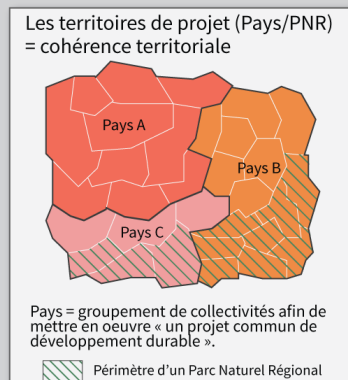 Les territoires de projet (Pays/PNR)
= cohérence territoriale
Pays A
Pays B
Pays C
Pays = groupement de collectivités afin de
mettre en oeuvre « un projet commun de
développement durable ».
Périmètre d'un Parc Naturel Régional